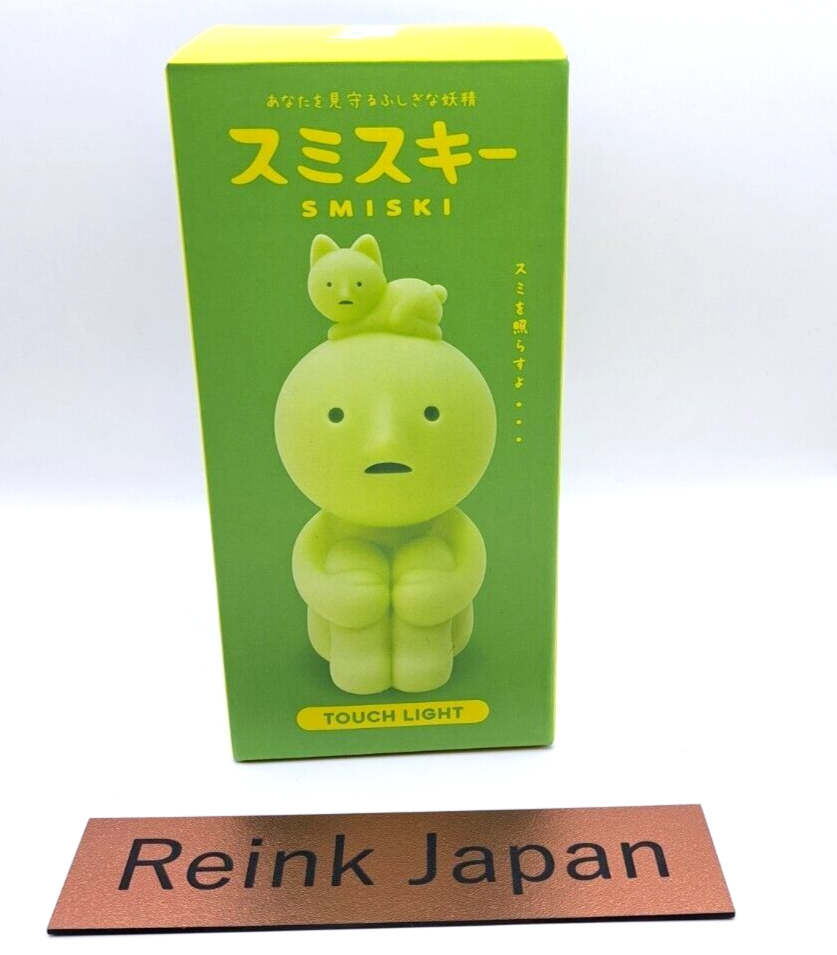 あなたを見守るふしぎな妖精
スミスキー
SMISKI
スミを照らすよ・・・
TOUCH LIGHT
Reink Japan